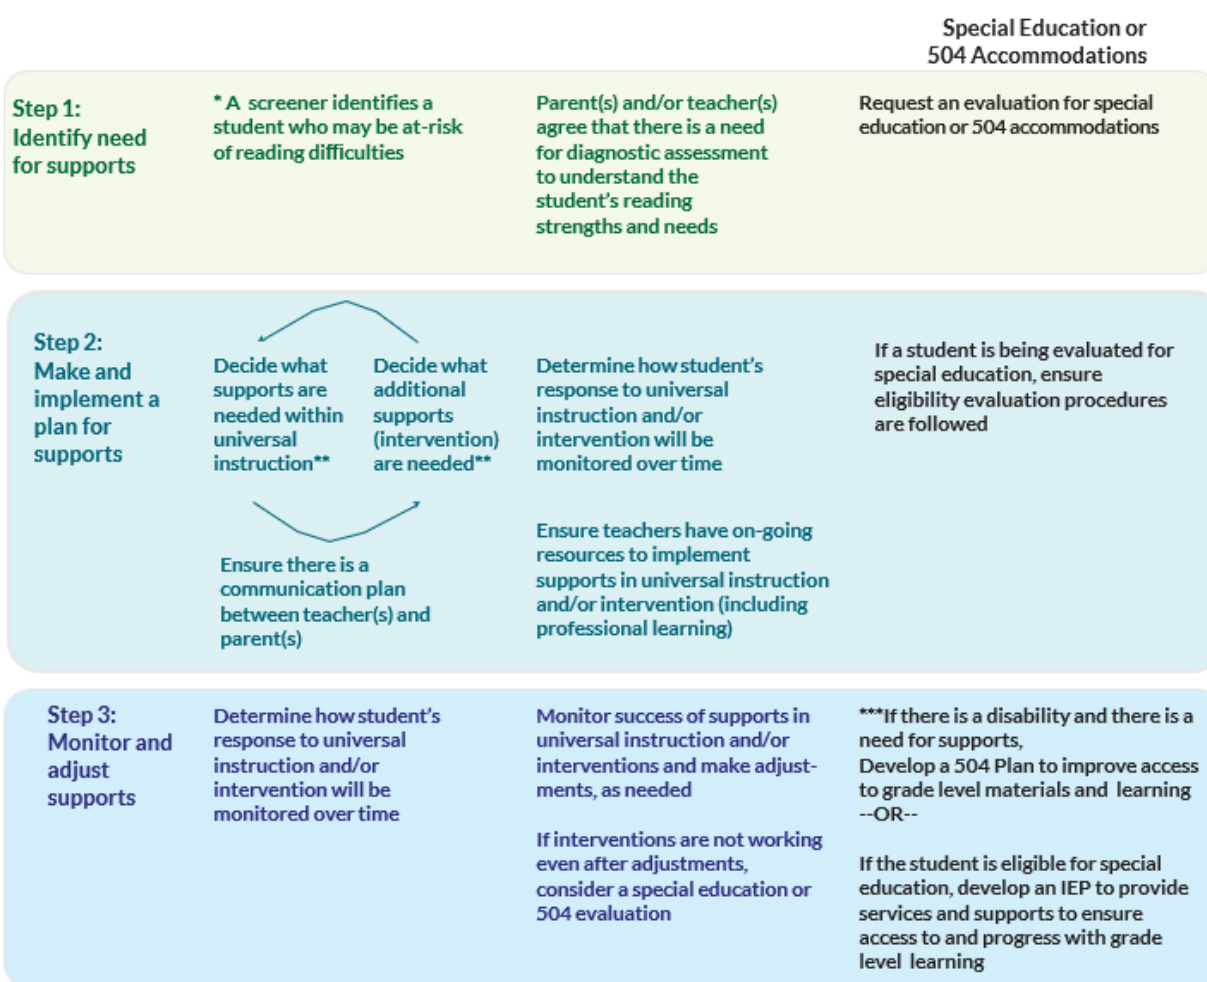 Special Education or
504 Accommodations
Step 1:
Identify need
for supports
* A screener identifies a
student who may be at-risk
of reading difficulties
Parent(s) and/or teacher(s)
agree that there is a need
for diagnostic assessment
to understand the
student's reading
strengths and needs
Request an evaluation for special
education or 504 accommodations
Step 2:
Make and
implement a
plan for
supports
Decide what
supports are
needed within
universal
instruction**
Decide what
additional
supports
(intervention)
are needed**
Ensure there is a
communication plan
between teacher(s) and
parent(s)
Determine how student's
response to universal
instruction and/or
intervention will be
monitored over time
Ensure teachers have on-going
resources to implement
supports in universal instruction
and/or intervention (including
professional learning)
If a student is being evaluated for
special education, ensure
eligibility evaluation procedures
are followed
Step 3:
Monitor and
adjust
supports
Determine how student's
response to universal
instruction and/or
intervention will be
monitored over time
Monitor success of supports in
universal instruction and/or
interventions and make adjust-
ments, as needed
If interventions are not working
even after adjustments,
consider a special education or
504 evaluation
***If there is a disability and there is a
need for supports,
Develop a 504 Plan to improve access
to grade level materials and learning
--OR--
If the student is eligible for special
education, develop an IEP to provide
services and supports to ensure
access to and progress with grade
level learning